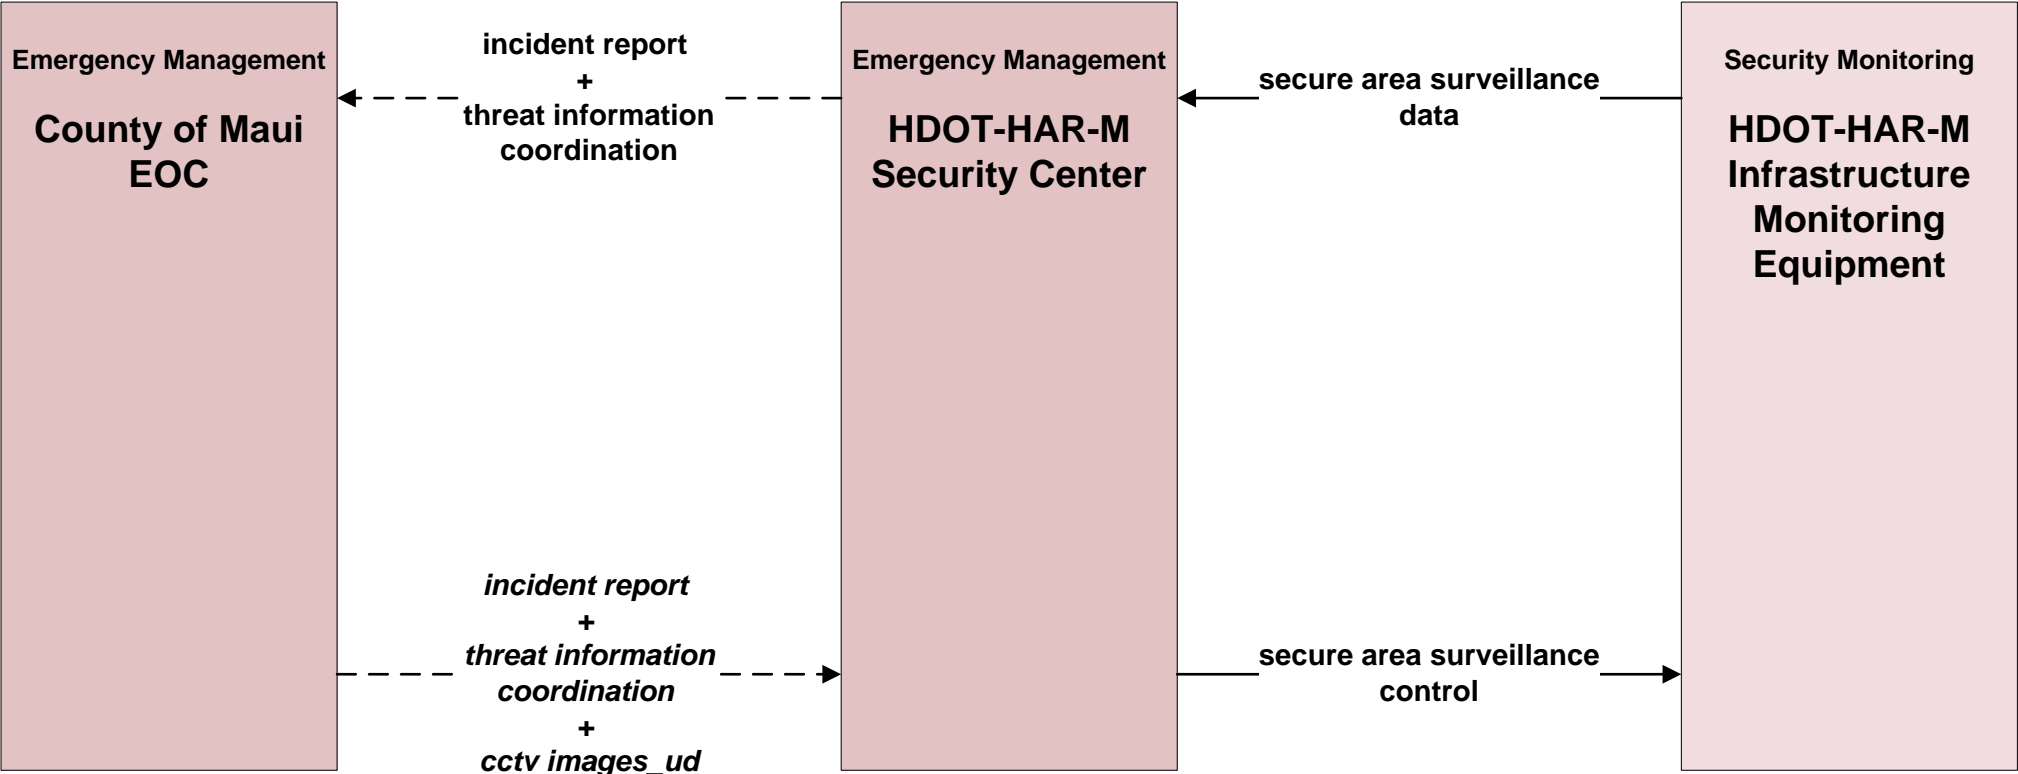 Emergency Management
County of Maui
EOC
incident report
+
threat information
coordination
Emergency Management
HDOT-HAR-M
Security Center
secure area surveillance
data
Security Monitoring
HDOT-HAR-M
Infrastructure
Monitoring
Equipment
incident report
+
threat information
coordination
+
cctv images_ud
secure area surveillance
control